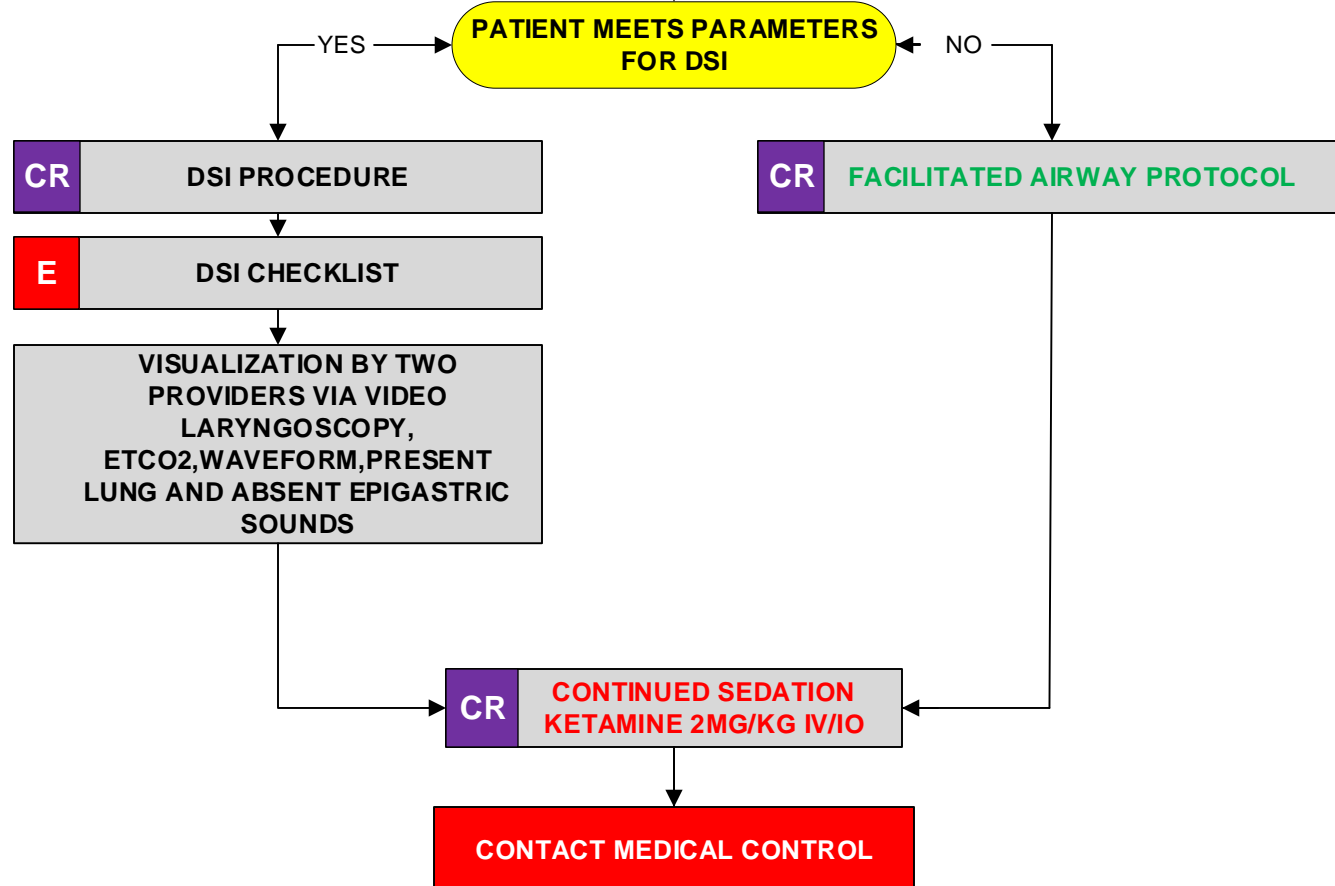 PATIENT MEETS PARAMETERS
FOR DSI
YES
NO
CR
DSI PROCEDURE
CR
FACILITATED AIRWAY PROTOCOL
E
DSI CHECKLIST
VISUALIZATION BY TWO
PROVIDERS VIA VIDEO
LARYNGOSCOPY,
ETCO2,WAVEFORM,PRESENT
LUNG AND ABSENT EPIGASTRIC
SOUNDS
CR
CONTINUED SEDATION
KETAMINE 2MG/KG IV/IO
CONTACT MEDICAL CONTROL